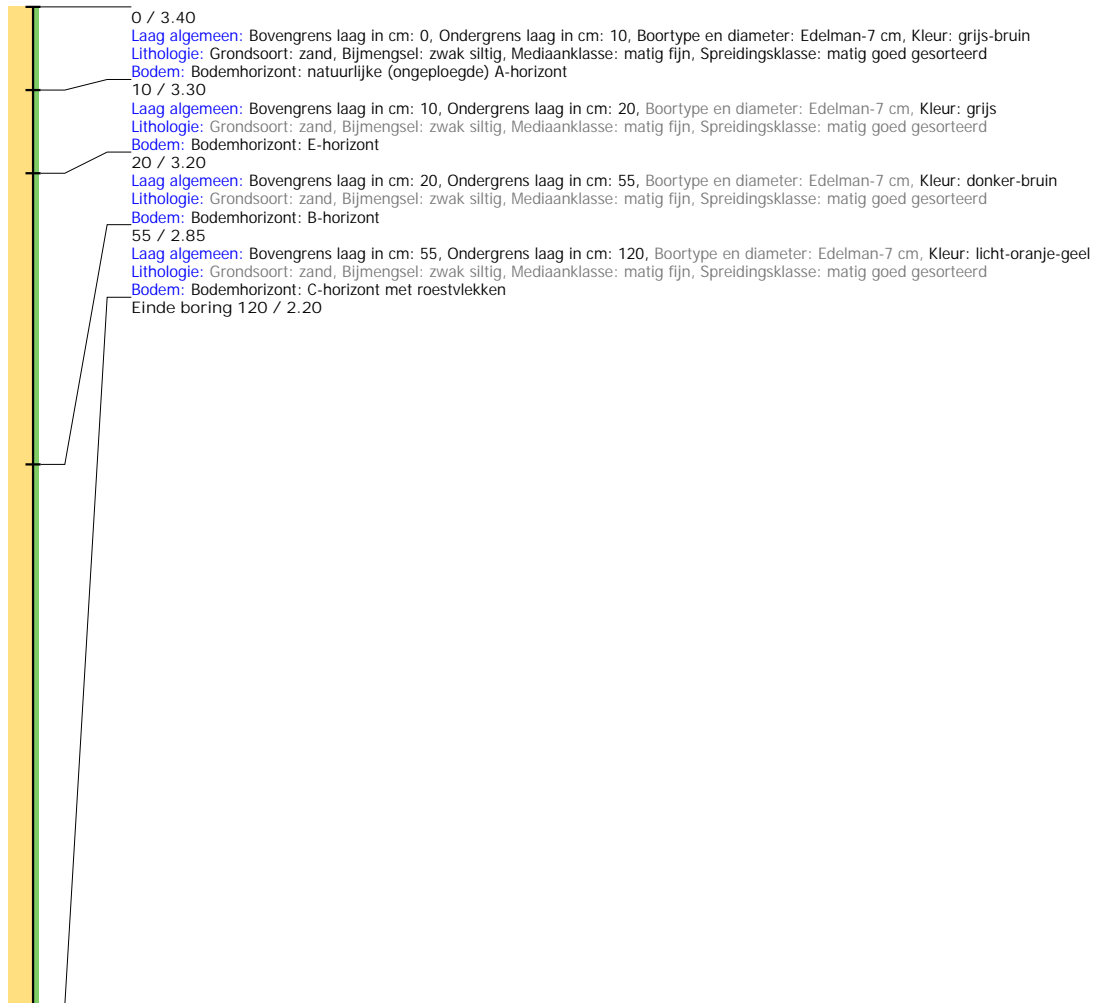 0 / 3.40
Laag algemeen: Bovengrens laag in cm: 0, Ondergrens laag in cm: 10, Boortype en diameter: Edelman-7 cm, Kleur: grijs-bruin
Lithologie: Grondsoort: zand, Bijmengsel: zwak siltig, Mediaanklasse: matig fijn, Spreidingsklasse: matig goed gesorteerd
Bodem: Bodemhorizont: natuurlijke (ongeploegde) A-horizont
10 / 3.30
Laag algemeen: Bovengrens laag in cm: 10, Ondergrens laag in cm: 20, Boortype en diameter: Edelman-7 cm, Kleur: grijs
Lithologie: Grondsoort: zand, Bijmengsel: zwak siltig, Mediaanklasse: matig fijn, Spreidingsklasse: matig goed gesorteerd
Bodem: Bodemhorizont: E-horizont
20 / 3.20
Laag algemeen: Bovengrens laag in cm: 20, Ondergrens laag in cm: 55, Boortype en diameter: Edelman-7 cm, Kleur: donker-bruin
Lithologie: Grondsoort: zand, Bijmengsel: zwak siltig, Mediaanklasse: matig fijn, Spreidingsklasse: matig goed gesorteerd
Bodem: Bodemhorizont: B-horizont
55 / 2.85
Laag algemeen: Bovengrens laag in cm: 55, Ondergrens laag in cm: 120, Boortype en diameter: Edelman-7 cm, Kleur: licht-oranje-geel
Lithologie: Grondsoort: zand, Bijmengsel: zwak siltig, Mediaanklasse: matig fijn, Spreidingsklasse: matig goed gesorteerd
Bodem: Bodemhorizont: C-horizont met roestvlekken
Einde boring 120 / 2.20